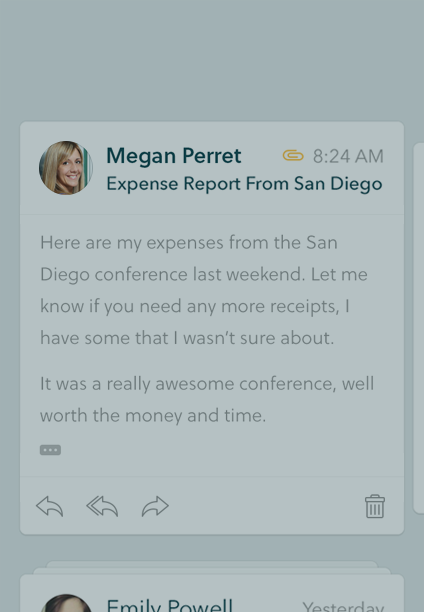 Megan Perret
8:24 AM
Expense Report From San Diego
Here are my expenses from the San
Diego conference last weekend. Let me
know if you need any more receipts, I
have some that I wasn't sure about.
It was a really awesome conference, well
worth the money and time.
Emily Powell
Yesterday